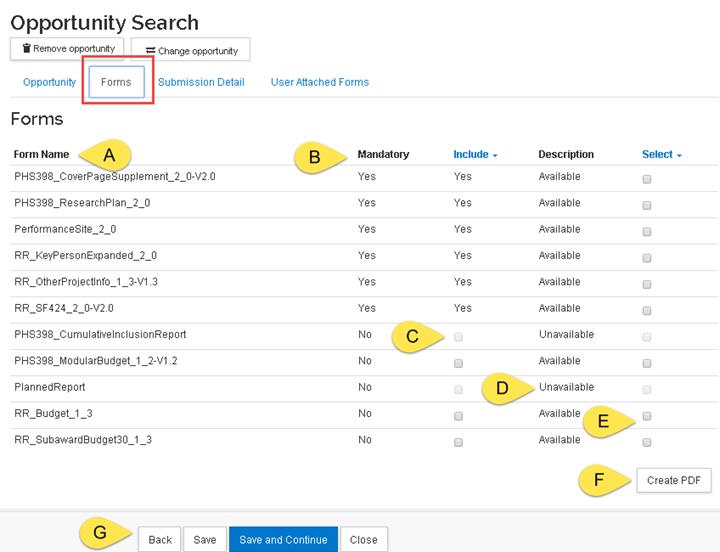 Opportunity Search
Remove opportunity Change opportunity
Opportunity Forms Submission Detail User Attached Forms
Forms
Form Name A B Mandatory Include Description Select
PHS398_CoverPageSupplement_2_0-V2.0 Yes Yes Available
PHS398_ResearchPlan_2_0 Yes Yes Available
PerformanceSite_2_0 Yes Yes Available
RR_KeyPersonExpanded_2_0 Yes Yes Available
RR_OtherProjectInfo_1_3-V1.3 Yes Yes Available
RR_SF424_2_0-V2.0 Yes Yes Available
PHS398_CumulativeInclusionReport No C Unavailable
PHS398_ModularBudget_1_2-V1.2 No Available
PlannedReport No D Unavailable
RR_Budget_1_3 No Available E
RR_SubawardBudget30_1_3 No Available
F Create PDF
G Back Save Save and Continue Close